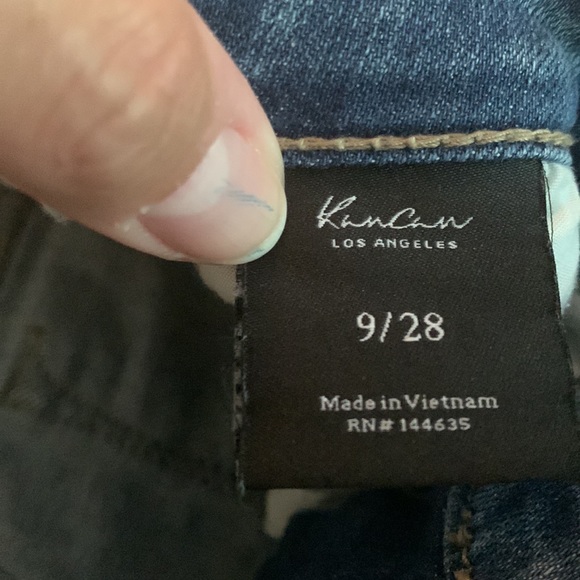 KanCan
LOS ANGELES
9/28
Made in Vietnam
RN# 144635